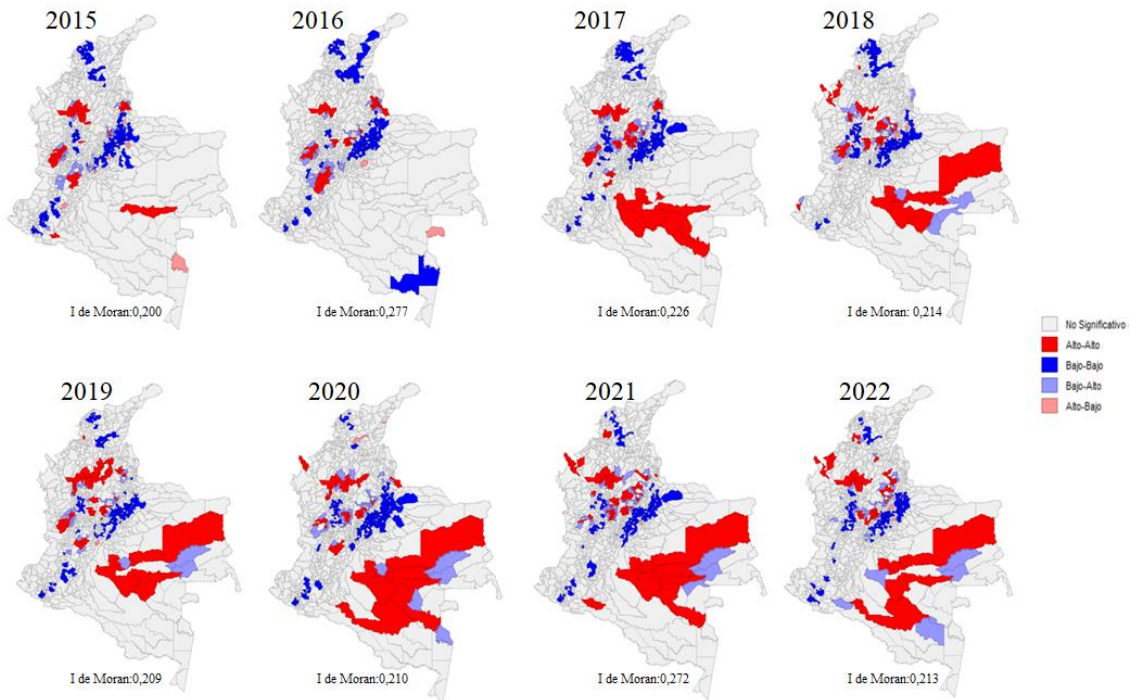 2015
2016
2017
2018
I de Moran:0,200
I de Moran:0,277
I de Moran:0,226
I de Moran: 0,214
No Significativo
Alto-Alto
Bajo-Bajo
Bajo-Alto
Alto-Bajo
2019
2020
2021
2022
I de Moran:0,209
I de Moran:0,210
I de Moran:0,272
I de Moran:0,213